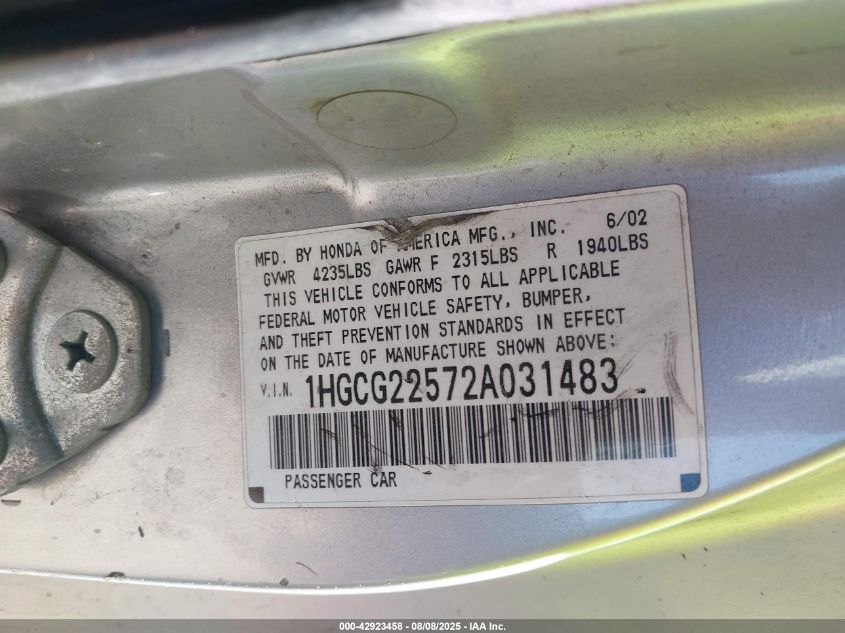 MFD. BY HONDA OF AMERICA MFG., INC. 6/02
GVWR 4235LBS GAWR F 2315LBS R 1940LBS
THIS VEHICLE CONFORMS TO ALL APPLICABLE
FEDERAL MOTOR VEHICLE SAFETY, BUMPER,
AND THEFT PREVENTION STANDARDS IN EFFECT
ON THE DATE OF MANUFACTURE SHOWN ABOVE:
V.I.N. 1HGCG22572A031483
PASSENGER CAR
000-42923458 - 08/08/2025 - IAA Inc.